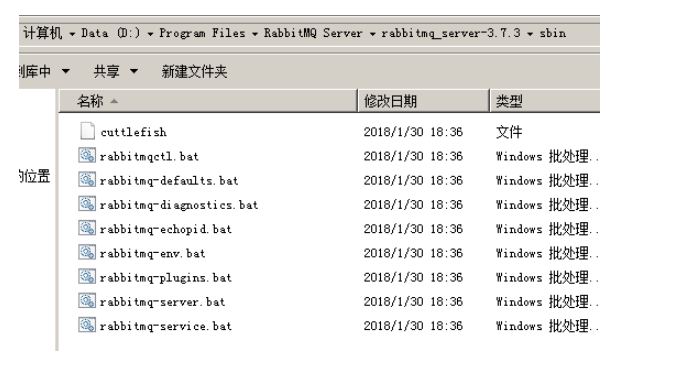 计算机 ▾ Data (D:) ▾ Program Files ▾ RabbitMQ Server ▾ rabbitmq_server-3.7.3 ▾ sbin
库中 ▼ 共享 ▼ 新建文件夹
名称 修改日期 类型
cuttlefish 2018/1/30 18:36 文件
rabbitmqctl.bat 2018/1/30 18:36 Windows 批处理..
rabbitmq-defaults.bat 2018/1/30 18:36 Windows 批处理..
的位置
rabbitmq-diagnostics.bat 2018/1/30 18:36 Windows 批处理..
rabbitmq-echopid.bat 2018/1/30 18:36 Windows 批处理..
rabbitmq-env.bat 2018/1/30 18:36 Windows 批处理..
rabbitmq-plugins.bat 2018/1/30 18:36 Windows 批处理..
rabbitmq-server.bat 2018/1/30 18:36 Windows 批处理..
rabbitmq-service.bat 2018/1/30 18:36 Windows 批处理..